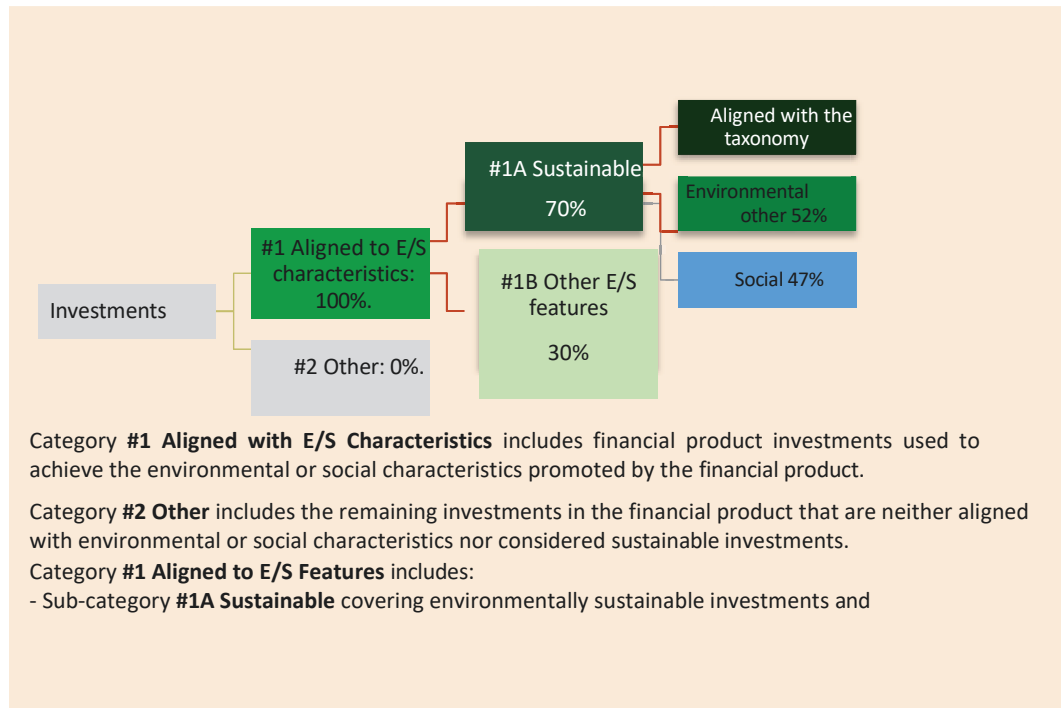 Aligned with the
taxonomy
#1A Sustainable
70%
Environmental
other 52%
#1 Aligned to E/S
characteristics:
100%.
#1B Other E/S
features
30%
Social 47%
Investments
#2 Other: 0%.
Category #1 Aligned with E/S Characteristics includes financial product investments used to
achieve the environmental or social characteristics promoted by the financial product.
Category #2 Other includes the remaining investments in the financial product that are neither aligned
with environmental or social characteristics nor considered sustainable investments.
Category #1 Aligned to E/S Features includes:
- Sub-category #1A Sustainable covering environmentally sustainable investments and